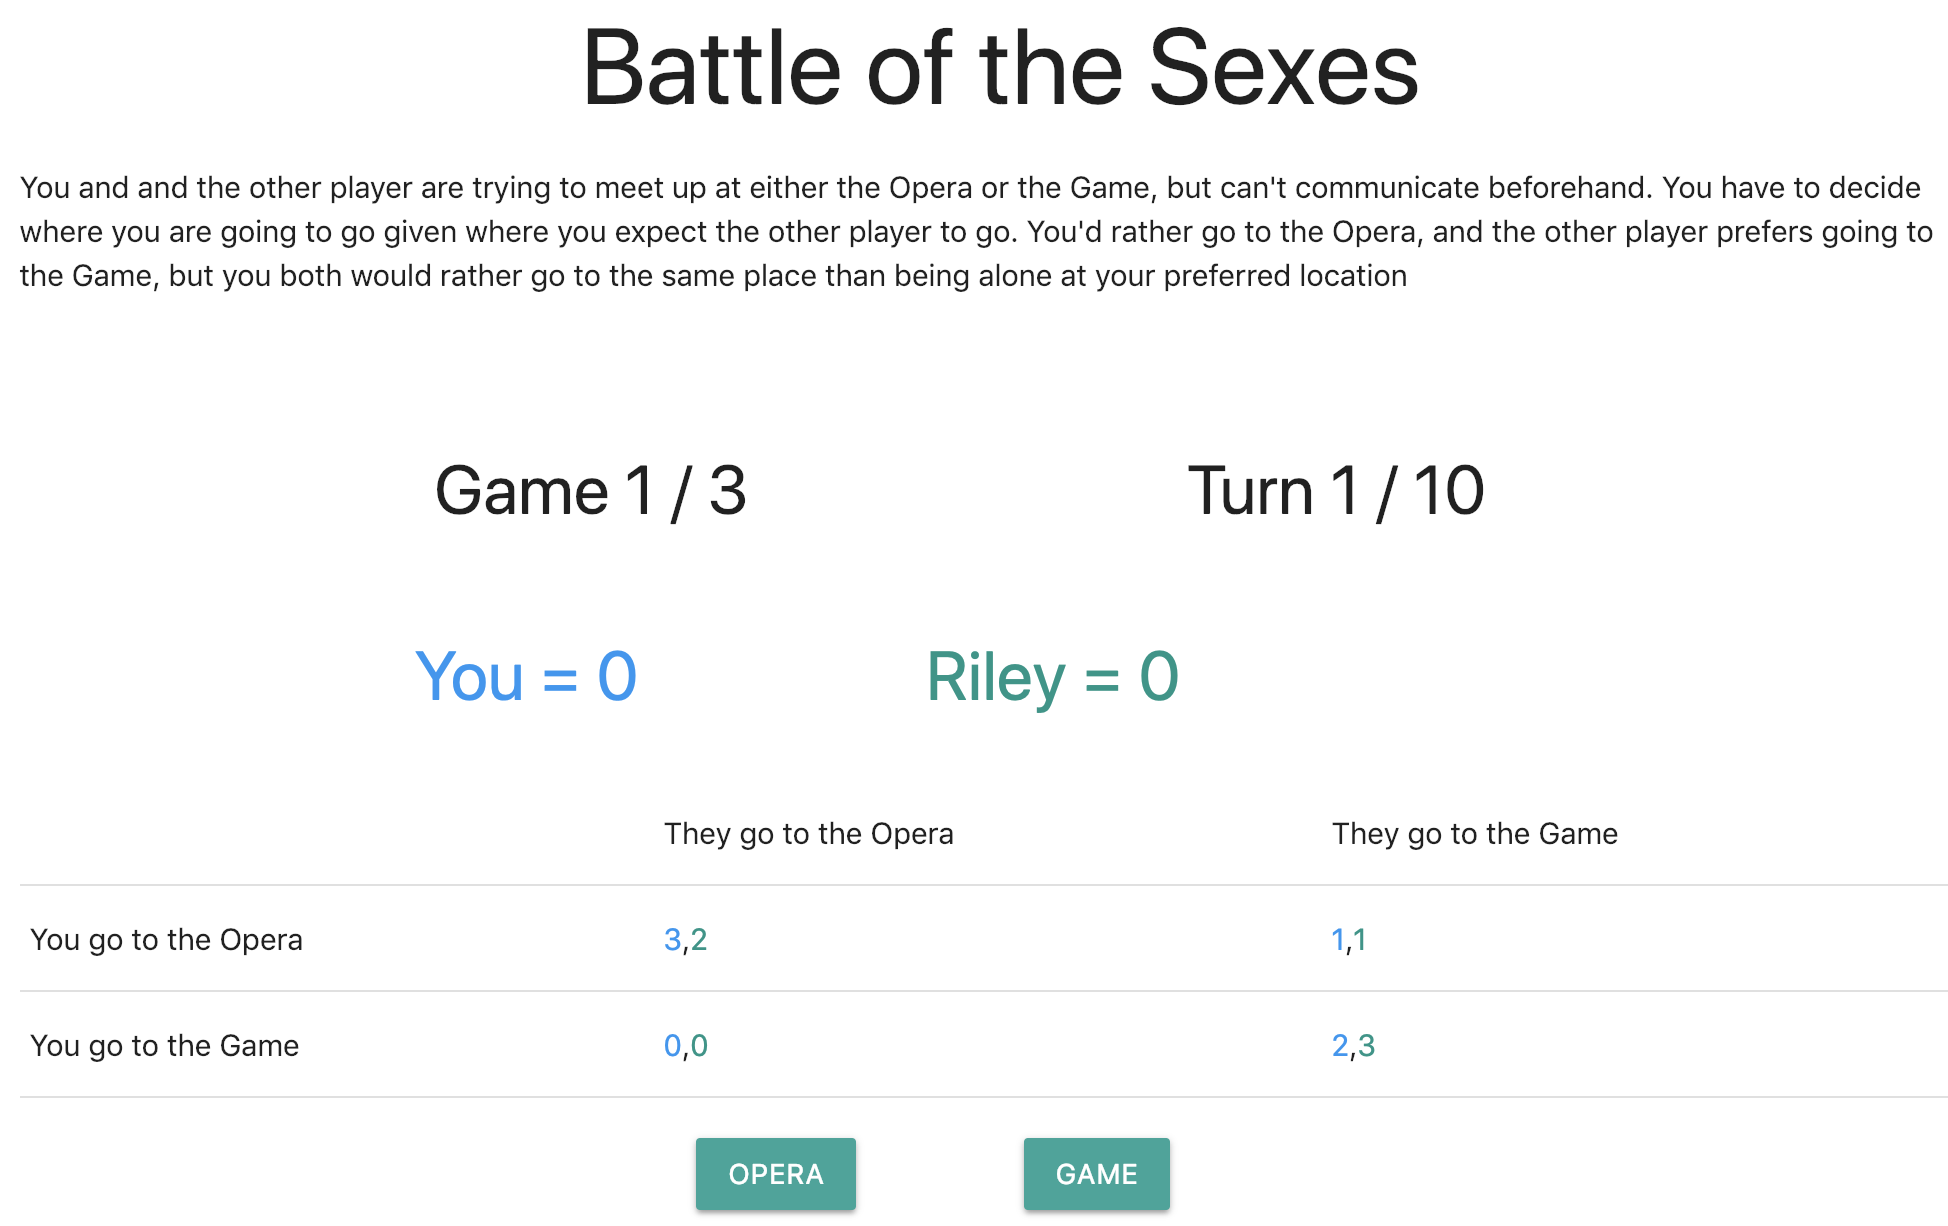 Battle of the Sexes
You and and the other player are trying to meet up at either the Opera or the Game, but can't communicate beforehand. You have to decide
where you are going to go given where you expect the other player to go. You'd rather go to the Opera, and the other player prefers going to
the Game, but you both would rather go to the same place than being alone at your preferred location
Game 1 / 3 Turn 1 / 10
You = 0 Riley = 0
They go to the Opera They go to the Game
You go to the Opera 3,2 1,1
You go to the Game 0,0 2,3
OPERA GAME